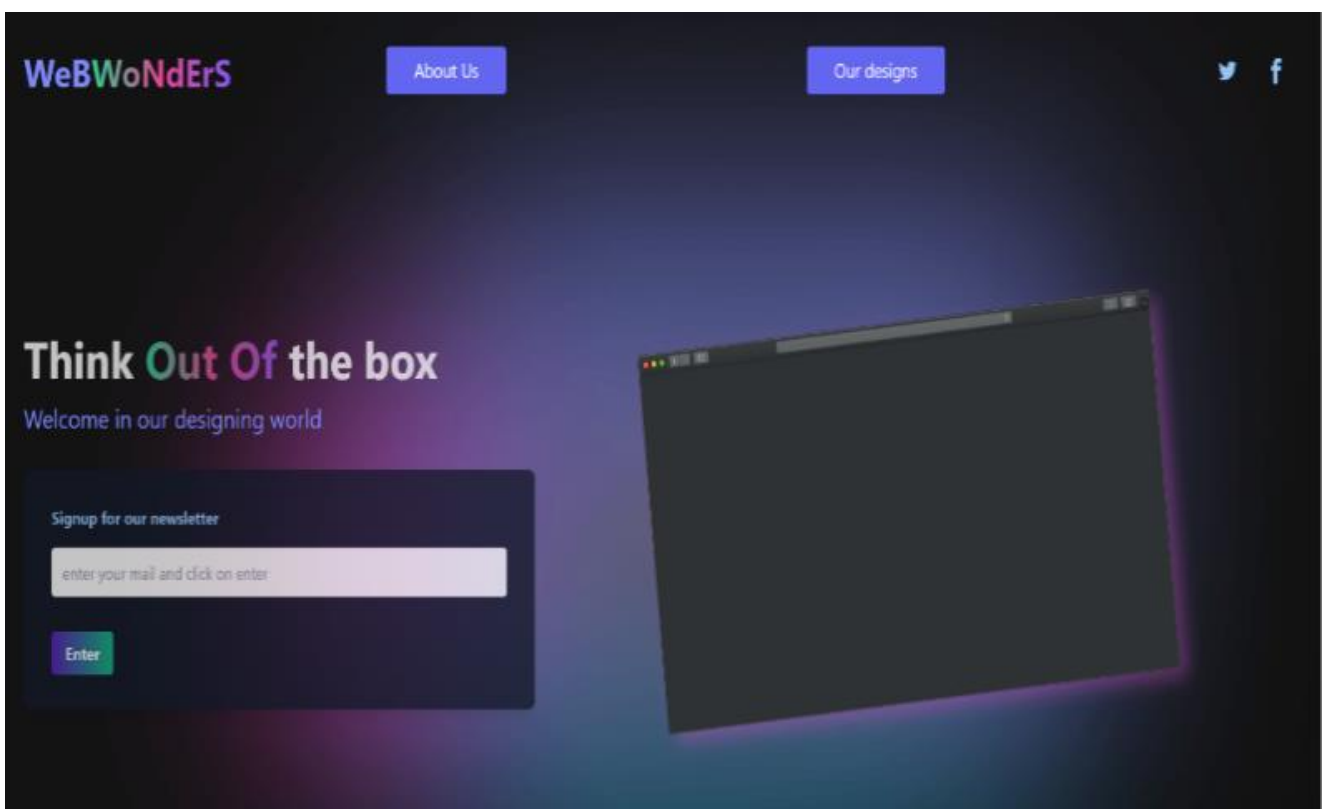 WeBWoNdErS
About Us
Our designs
Think Out Of the box
Welcome in our designing world
Signup for our newsletter
enter your mail and click on enter
Enter